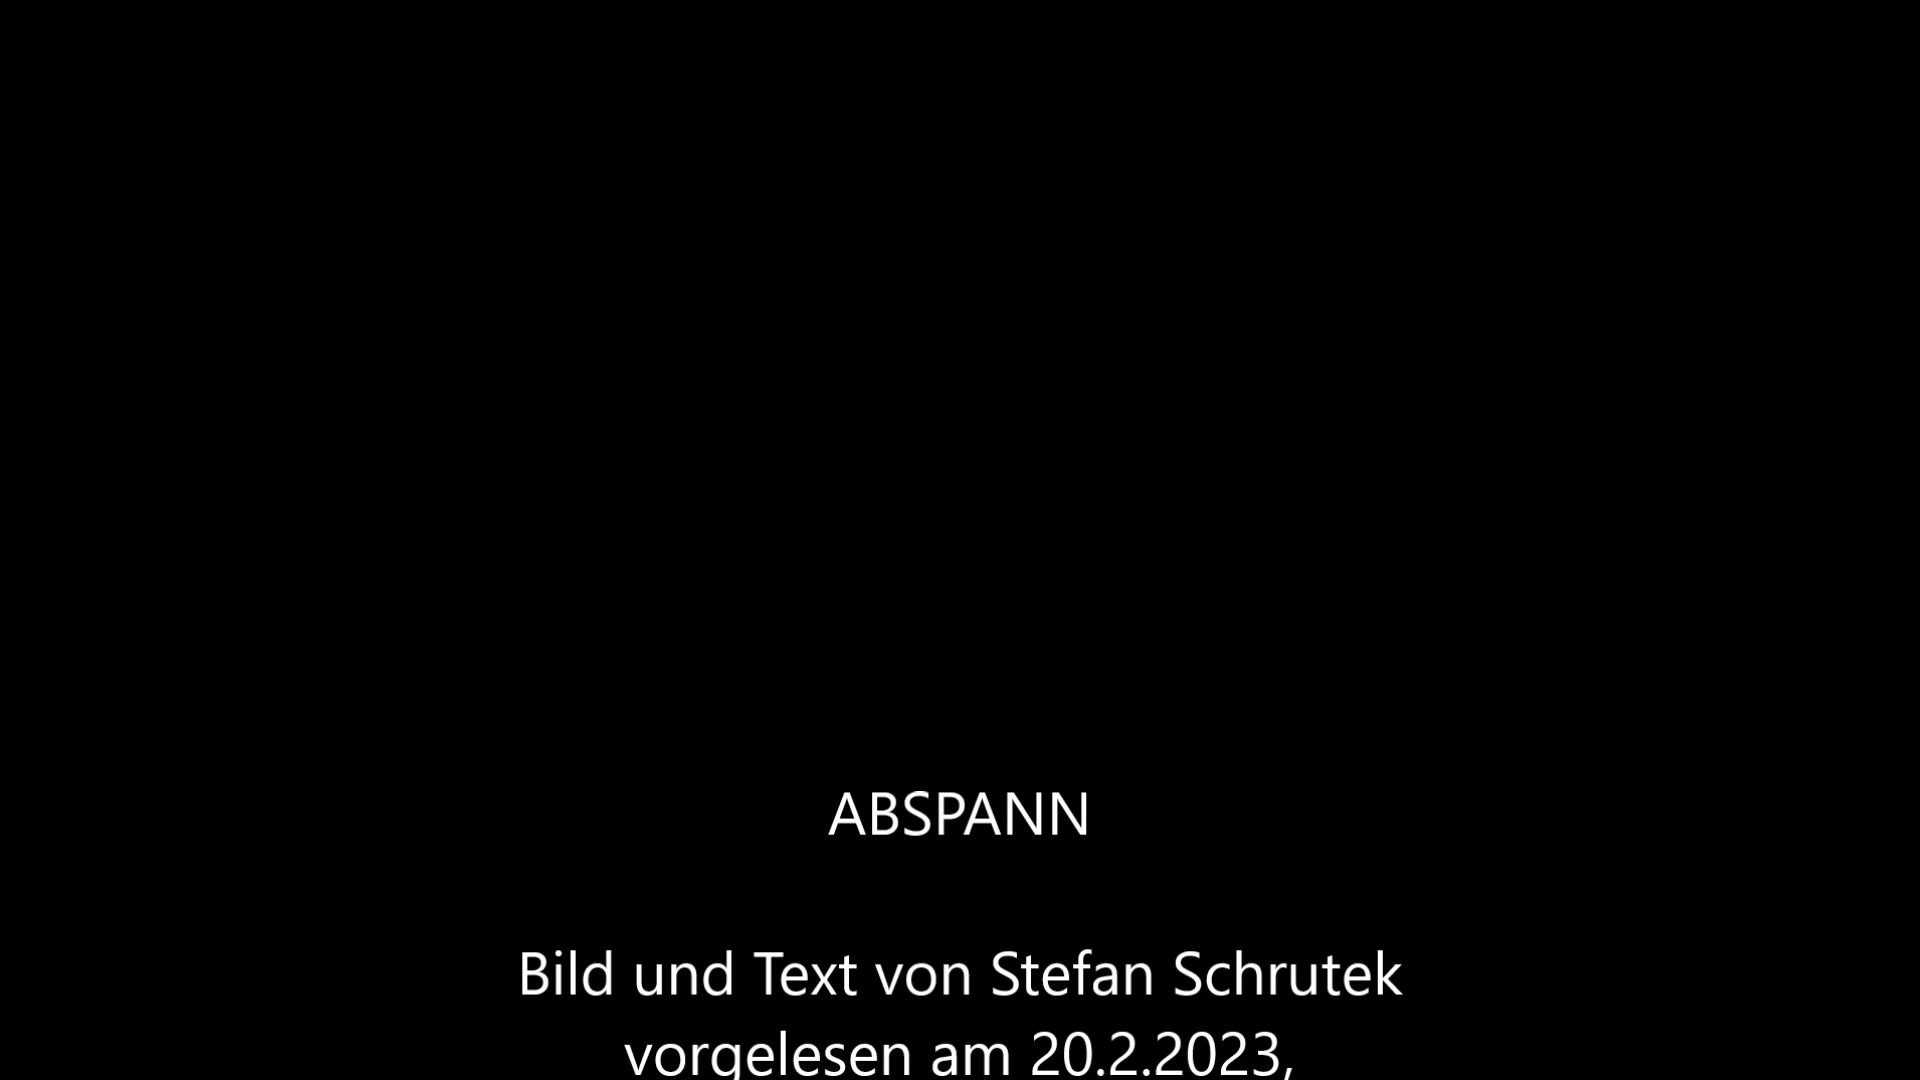 ABSPANN
Bild und Text von Stefan Schrutek
vorgelesen am 20.2.2023,